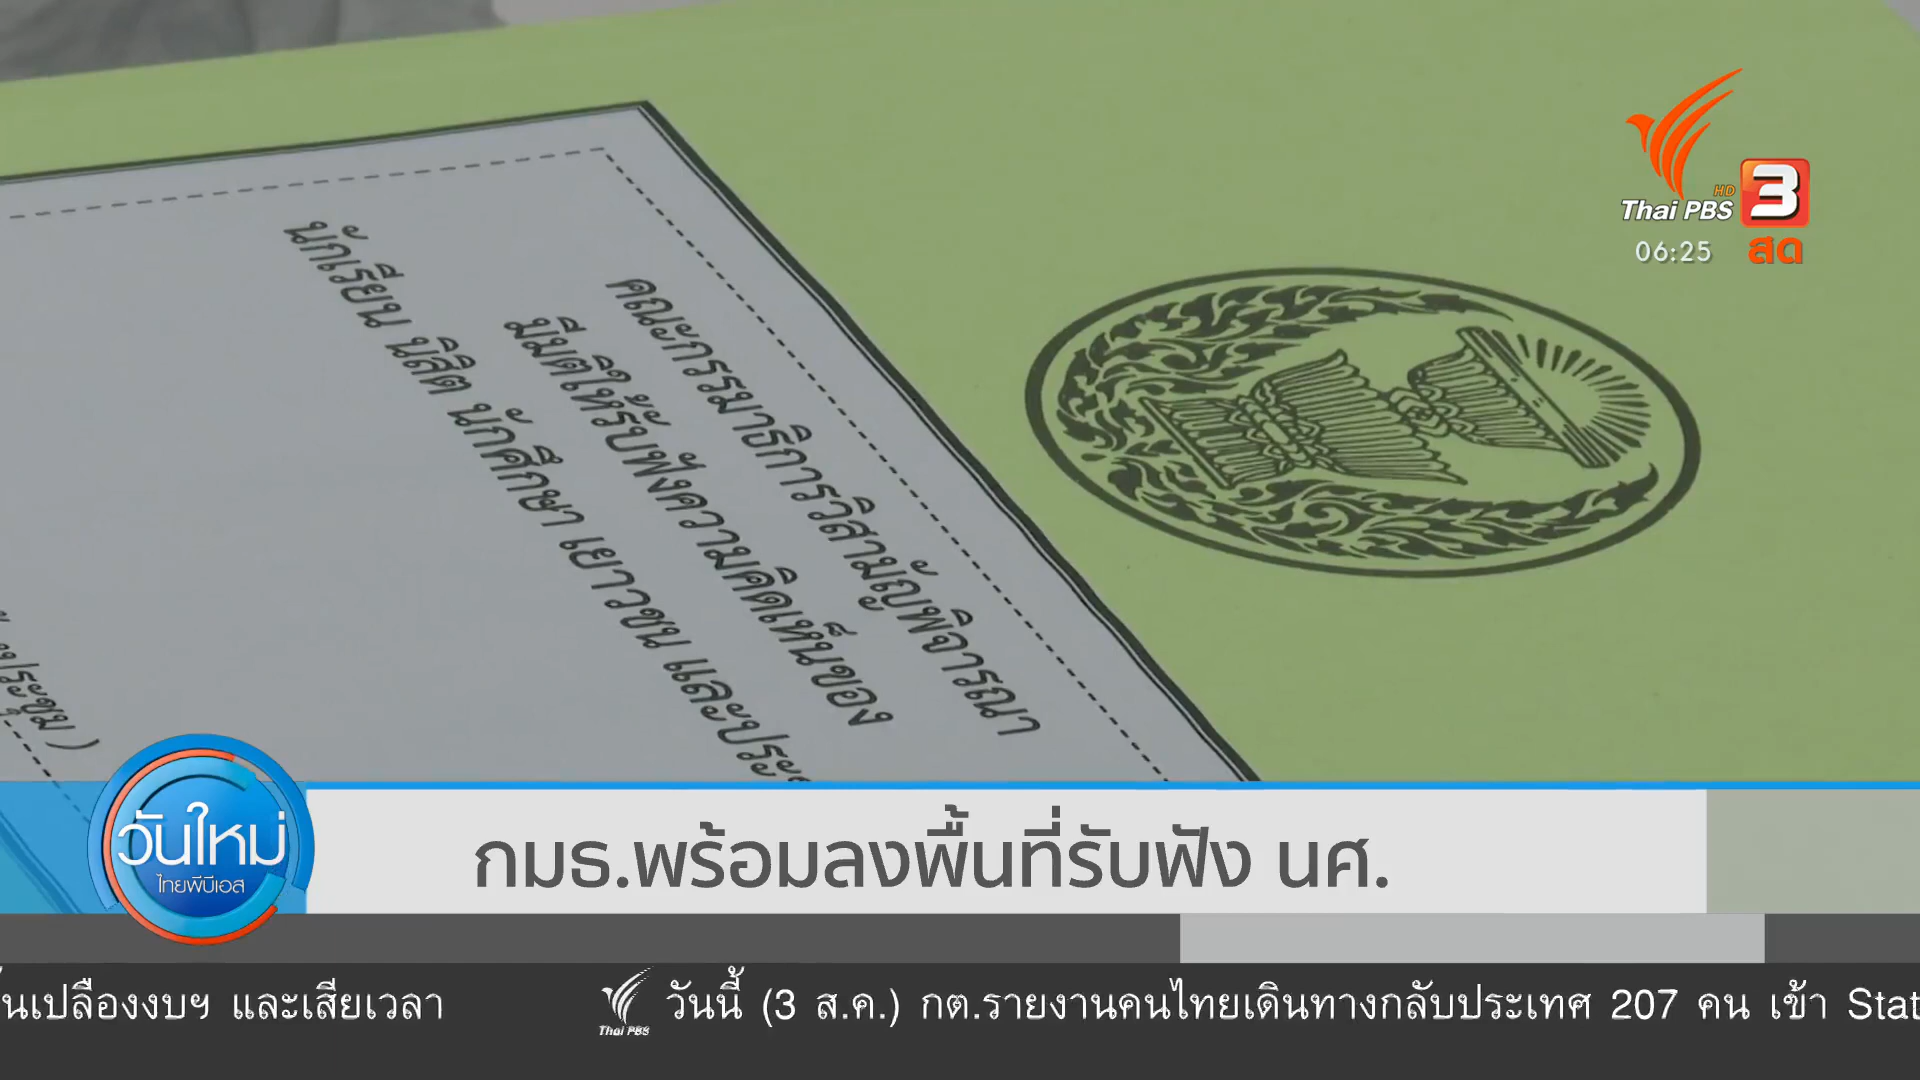 Thai PBS HD 3
06:25 สด
คณะกรรมาธิการวิสามัญพิจารณา
มีมติให้รับฟังความคิดเห็นของ
นักเรียน นิสิต นักศึกษา เยาวชน และประ
งประชุม)
วันใหม่
ไทยพีบีเอส
กมธ.พร้อมลงพื้นที่รับฟัง นศ.
นเปลืองงบฯ และเสียเวลา
Thai PBS
วันนี้ (3 ส.ค.) กต.รายงานคนไทยเดินทางกลับประเทศ 207 คน เข้า Stat